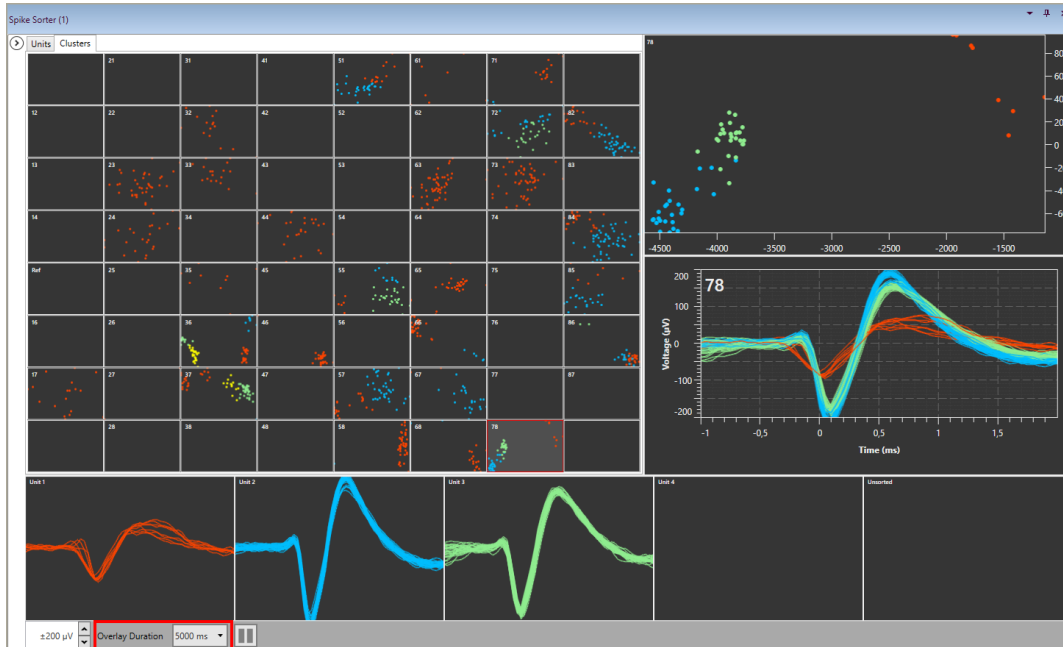 Spike Sorter (1)
Units Clusters
21 31 41 51 61 71
12 22 32 42 52 62 72 82
13 23 33 43 53 63 73
14 24 34 44 54 64 74 84
Ref 25 35 45 55 65 75 85
16 26 36 46 56 66 76 86
17 27 37 47 57 67 77 87
28 38 48 58 68 78
78
80
60
40
20
0
-2
-4
-6
-4500 -4000 -3500 -3000 -2500 -2000 -1500
78
Voltage (µV)
200
100
0
-100
-200
-1 -0,5 0 0,5 1 1,5
Time (ms)
Unit 1 Unit 2 Unit 3 Unit 4 Unsorted
±200 µV Overlay Duration 5000 ms